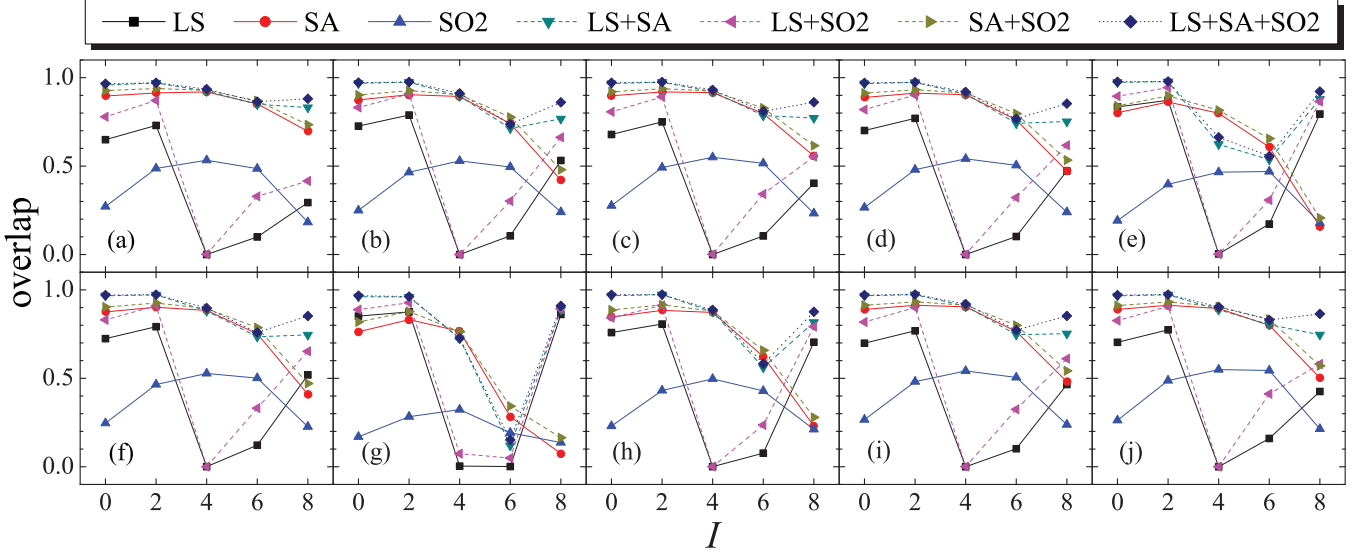 LS SA SO2 LS+SA LS+SO2 SA+SO2 LS+SA+SO2
1.0
0.5
0.0
(a) (b) (c) (d) (e)
overlap
1.0
0.5
0.0
(f) (g) (h) (i) (j)
0 2 4 6 8 0 2 4 6 8 0 2 4 6 8 0 2 4 6 8 0 2 4 6 8
I